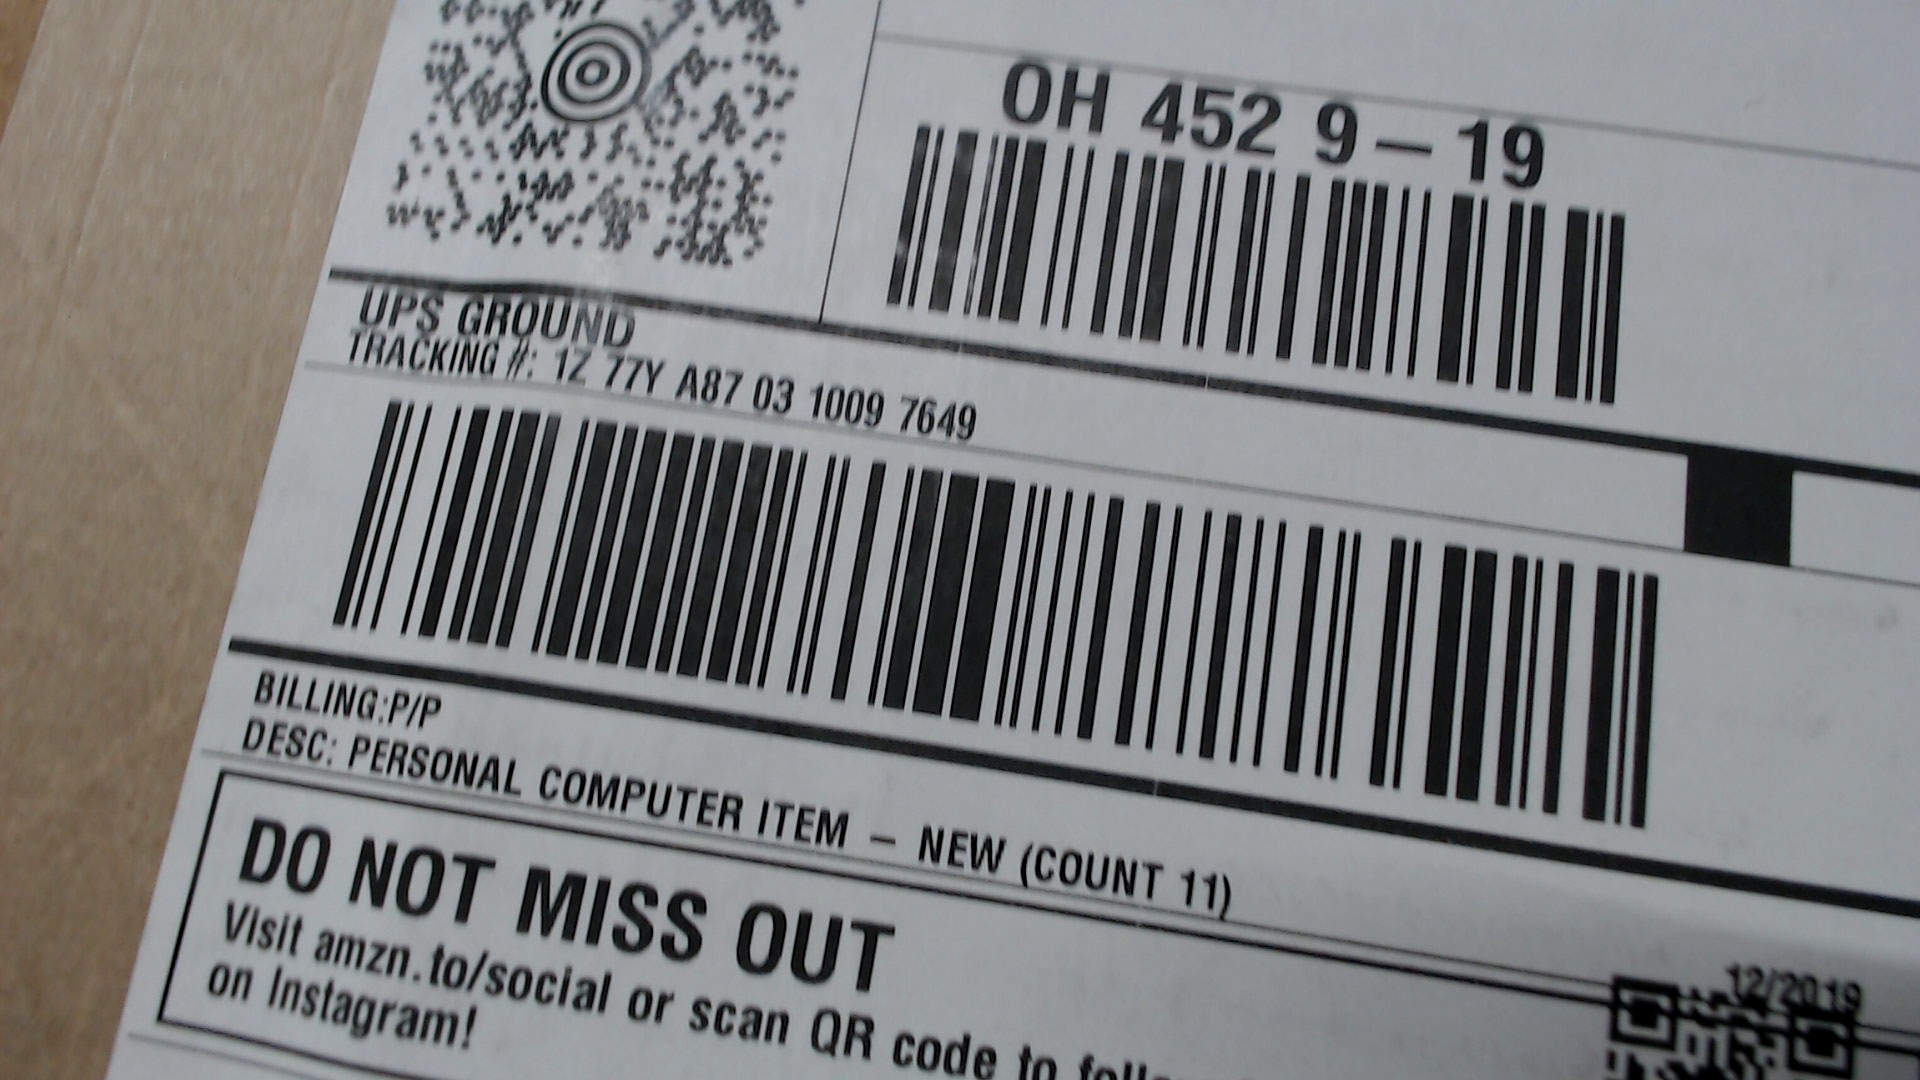 OH 452 9-19
UPS GROUND
TRACKING #: 1Z 77Y A87 03 1009 7649
BILLING:P/P
DESC: PERSONAL COMPUTER ITEM - NEW (COUNT 11)
DO NOT MISS OUT
Visit amzn.to/social or scan QR code to
on Instagram!
12/2019